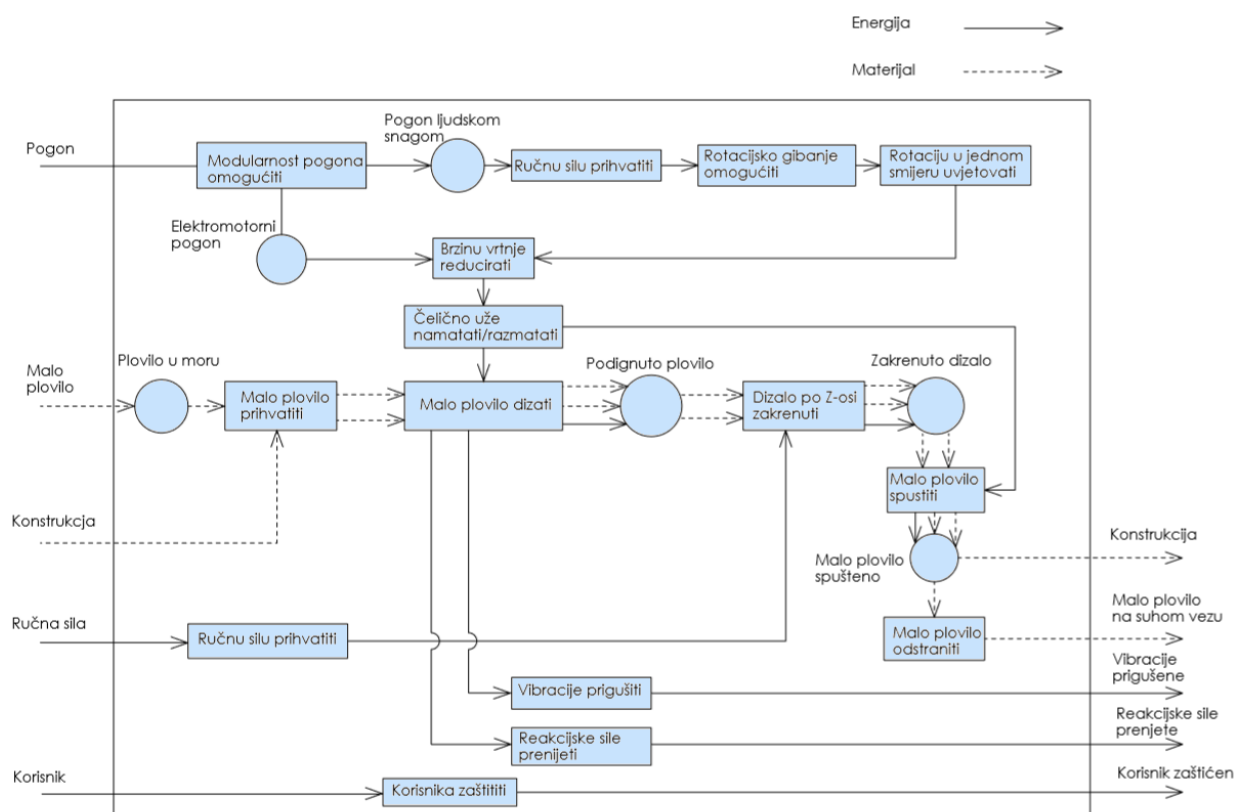 Energija
Materijal
Pogon
Modularnost pogona
omogućiti
Pogon ljudskom
snagom
Ručnu silu prihvatiti
Rotacijsko gibanje
omogućiti
Rotaciju u jednom
smijeru uvjetovati
Elektromotorni
pogon
Brzinu vrtnje
reducirati
Čelično uže
namatati/razmatati
Malo
plovilo
Plovilo u moru
Malo plovilo
prihvatiti
Malo plovilo dizati
Podignuto plovilo
Dizalo po Z-osi
zakrenuti
Zakrenuto dizalo
Malo plovilo
spustiti
Konstrukcja
Malo plovilo
spušteno
Konstrukcija
Ručna sila
Ručnu silu prihvatiti
Malo plovilo
odstraniti
Malo plovilo
na suhom vezu
Vibracije prigušiti
Vibracije
prigušene
Reakcijske sile
prenijeti
Reakcijske sile
prenjete
Korisnik
Korisnika zaštititi
Korisnik zaštićen